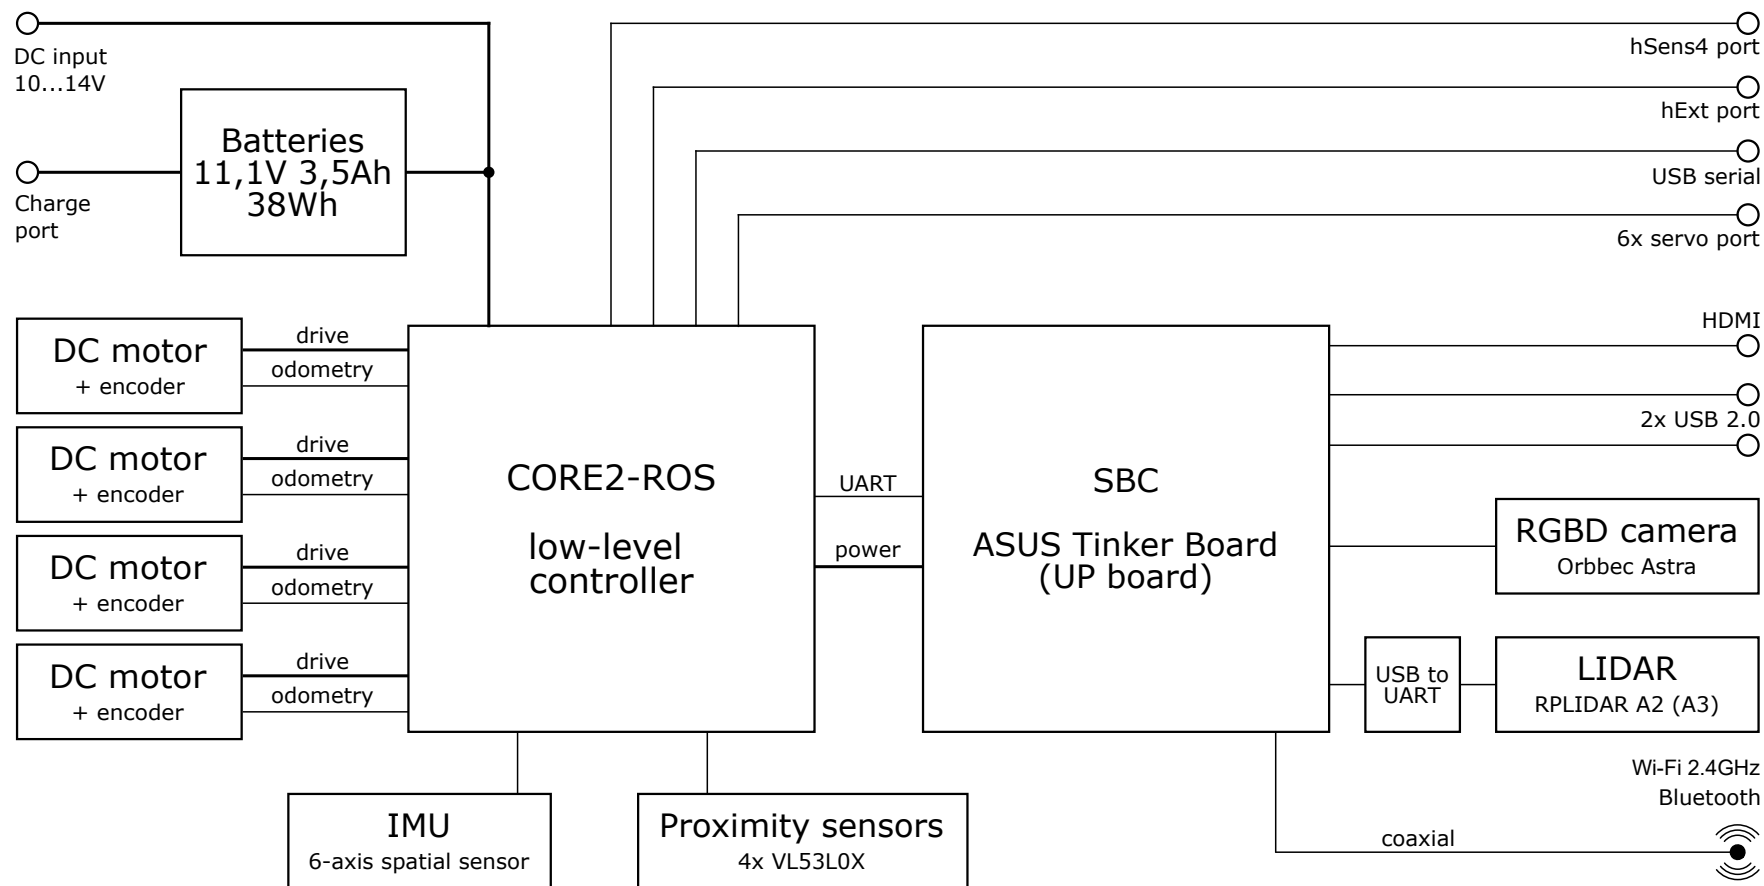 DC input
10...14V
hSens4 port
hExt port
Batteries
11,1V 3,5Ah
38Wh
USB serial
Charge
port
6x servo port
DC motor
+ encoder
drive
odometry
DC motor
+ encoder
drive
odometry
DC motor
+ encoder
drive
odometry
DC motor
+ encoder
drive
odometry
CORE2-ROS
low-level
controller
UART
power
SBC
ASUS Tinker Board
(UP board)
HDMI
2x USB 2.0
RGBD camera
Orbbec Astra
USB to
UART
LIDAR
RPLIDAR A2 (A3)
Wi-Fi 2.4GHz
Bluetooth
coaxial
IMU
6-axis spatial sensor
Proximity sensors
4x VL53L0X